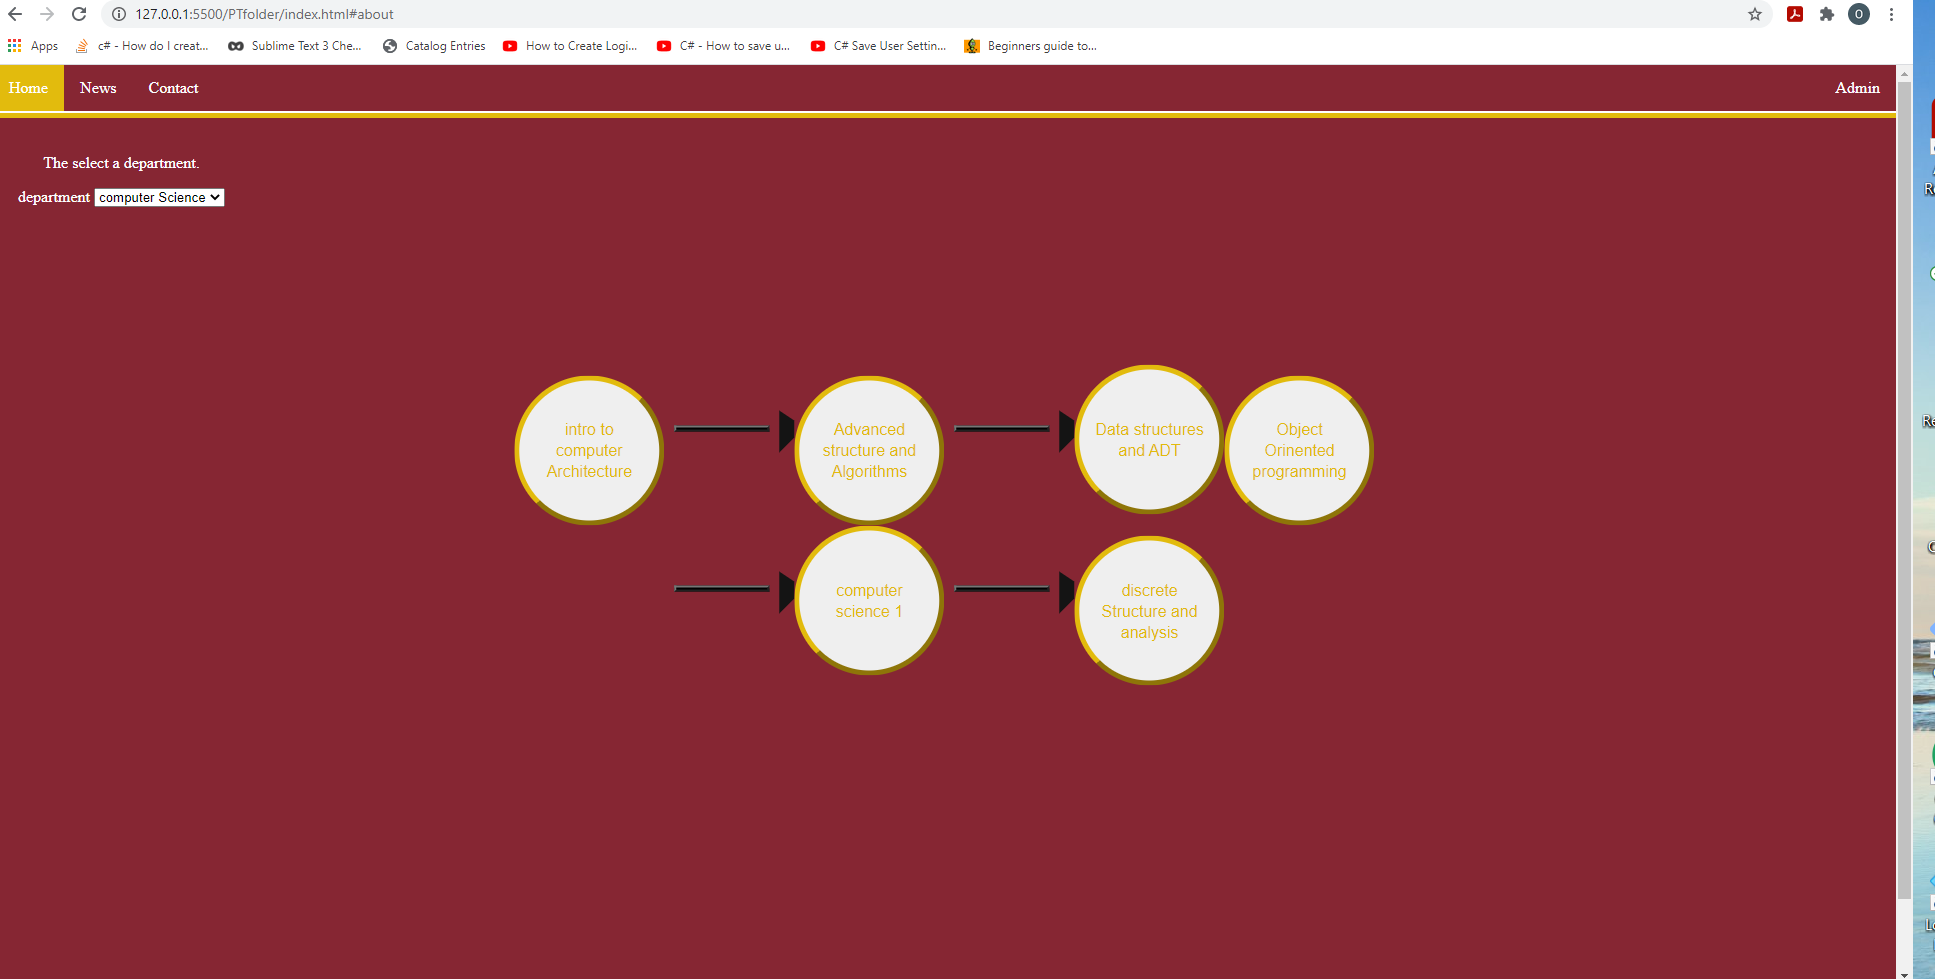 127.0.0.1:5500/PTfolder/index.html#about
O
Apps c# - How do I creat... Sublime Text 3 Che... Catalog Entries How to Create Logi... C# - How to save u... C# Save User Settin... Beginners guide to...
Home News Contact Admin
The select a department.
department computer Science
intro to
computer
Architecture
Advanced
structure and
Algorithms
Data structures
and ADT
Object
Orinented
programming
computer
science 1
discrete
Structure and
analysis